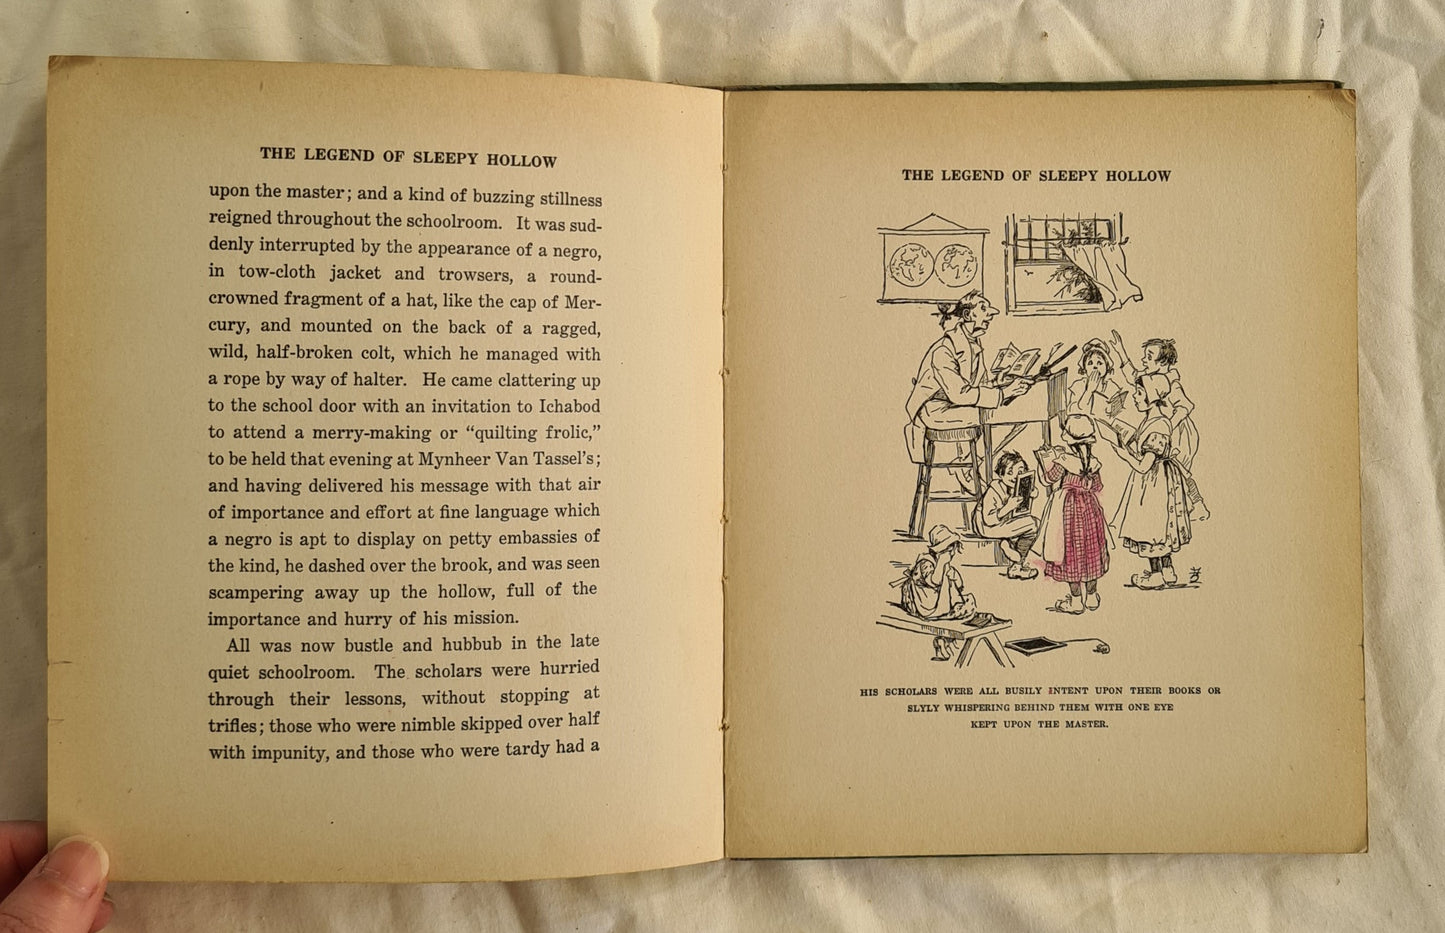 THE LEGEND OF SLEEPY HOLLOW
upon the master; and a kind of buzzing stillness
reigned throughout the schoolroom. It was sud-
denly interrupted by the appearance of a negro,
in tow-cloth jacket and trowsers, a round-
crowned fragment of a hat, like the cap of Mer-
cury, and mounted on the back of a ragged,
wild, half-broken colt, which he managed with
a rope by way of halter. He came clattering up
to the school door with an invitation to Ichabod
to attend a merry-making or “quilting frolic,”
to be held that evening at Mynheer Van Tassel's;
and having delivered his message with that air
of importance and effort at fine language which
a negro is apt to display on petty embassies of
the kind, he dashed over the brook, and was seen
scampering away up the hollow, full of the
importance and hurry of his mission.
All was now bustle and hubbub in the late
quiet schoolroom. The scholars were hurried
through their lessons, without stopping at
trifles; those who were nimble skipped over half
with impunity, and those who were tardy had a
THE LEGEND OF SLEEPY HOLLOW
HIS SCHOLARS WERE ALL BUSILY INTENT UPON THEIR BOOKS OR
SLYLY WHISPERING BEHIND THEM WITH ONE EYE
KEPT UPON THE MASTER.